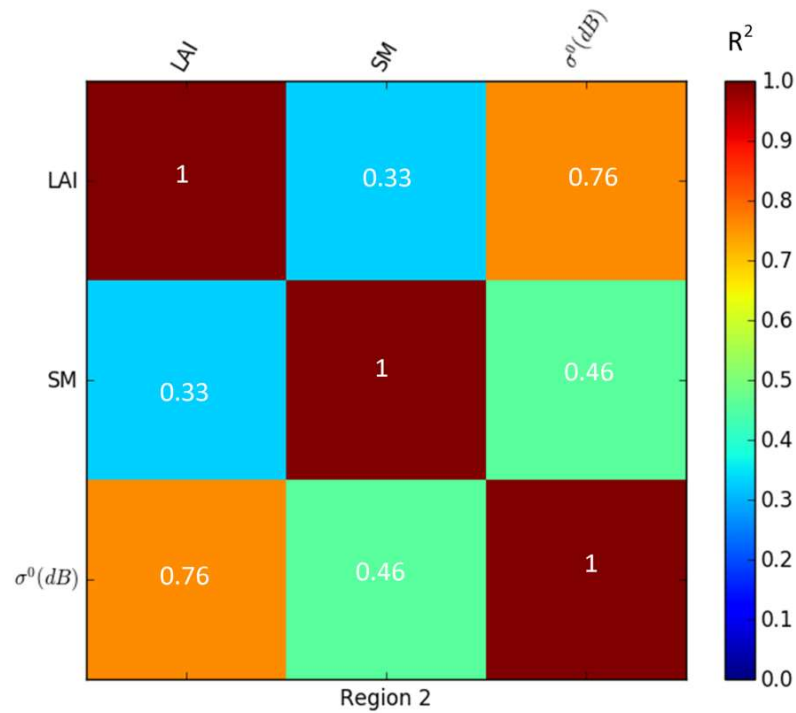 LAI SM σ⁰(dB) R²
1.0
0.9
LAI 1 0.33 0.76
0.8
0.7
0.6
SM 0.33 1 0.46
0.5
0.4
0.3
σ⁰(dB) 0.76 0.46 1
0.2
0.1
0.0
Region 2